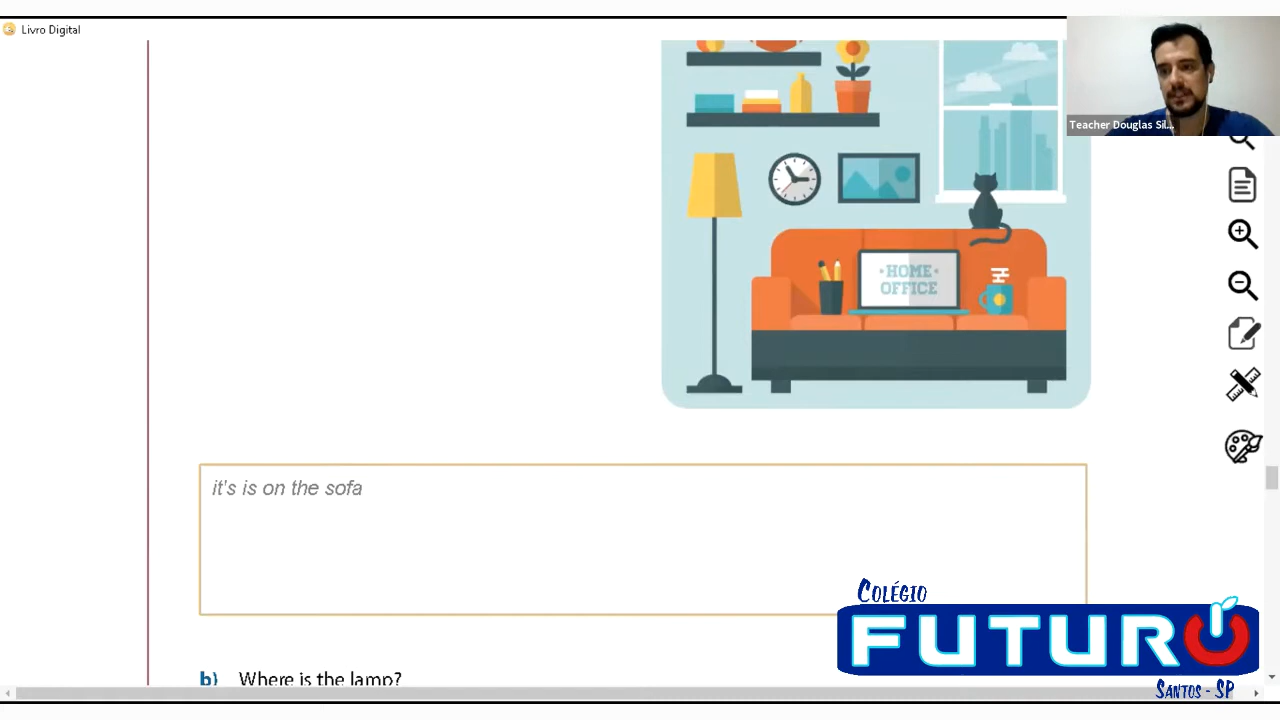 Livro Digital
Teacher Douglas Sil...
HOME
OFFICE
it's is on the sofa
COLÉGIO
FUTURO
SANTOS - SP
b) Where is the lamp?